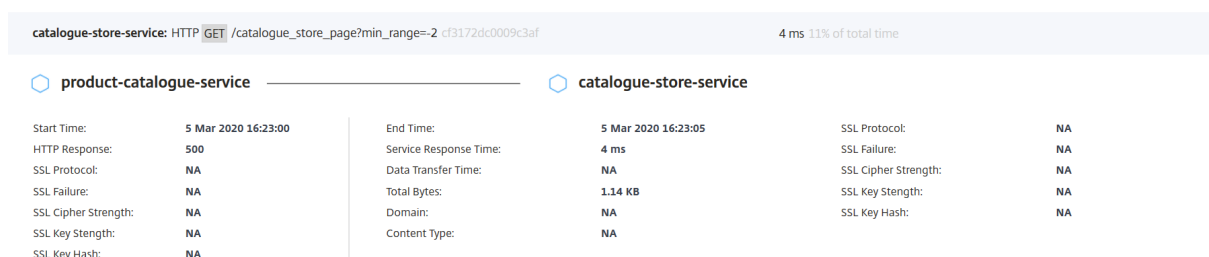 catalogue-store-service: HTTP GET /catalogue_store_page?min_range=-2 cf3172dc0009c3af 4 ms 11% of total time
product-catalogue-service catalogue-store-service
Start Time: 5 Mar 2020 16:23:00 End Time: 5 Mar 2020 16:23:05 SSL Protocol: NA
HTTP Response: 500 Service Response Time: 4 ms SSL Failure: NA
SSL Protocol: NA Data Transfer Time: NA SSL Cipher Strength: NA
SSL Failure: NA Total Bytes: 1.14 KB SSL Key Stength: NA
SSL Cipher Strength: NA Domain: NA SSL Key Hash: NA
SSL Key Stength: NA Content Type: NA
SSL Key Hash: NA